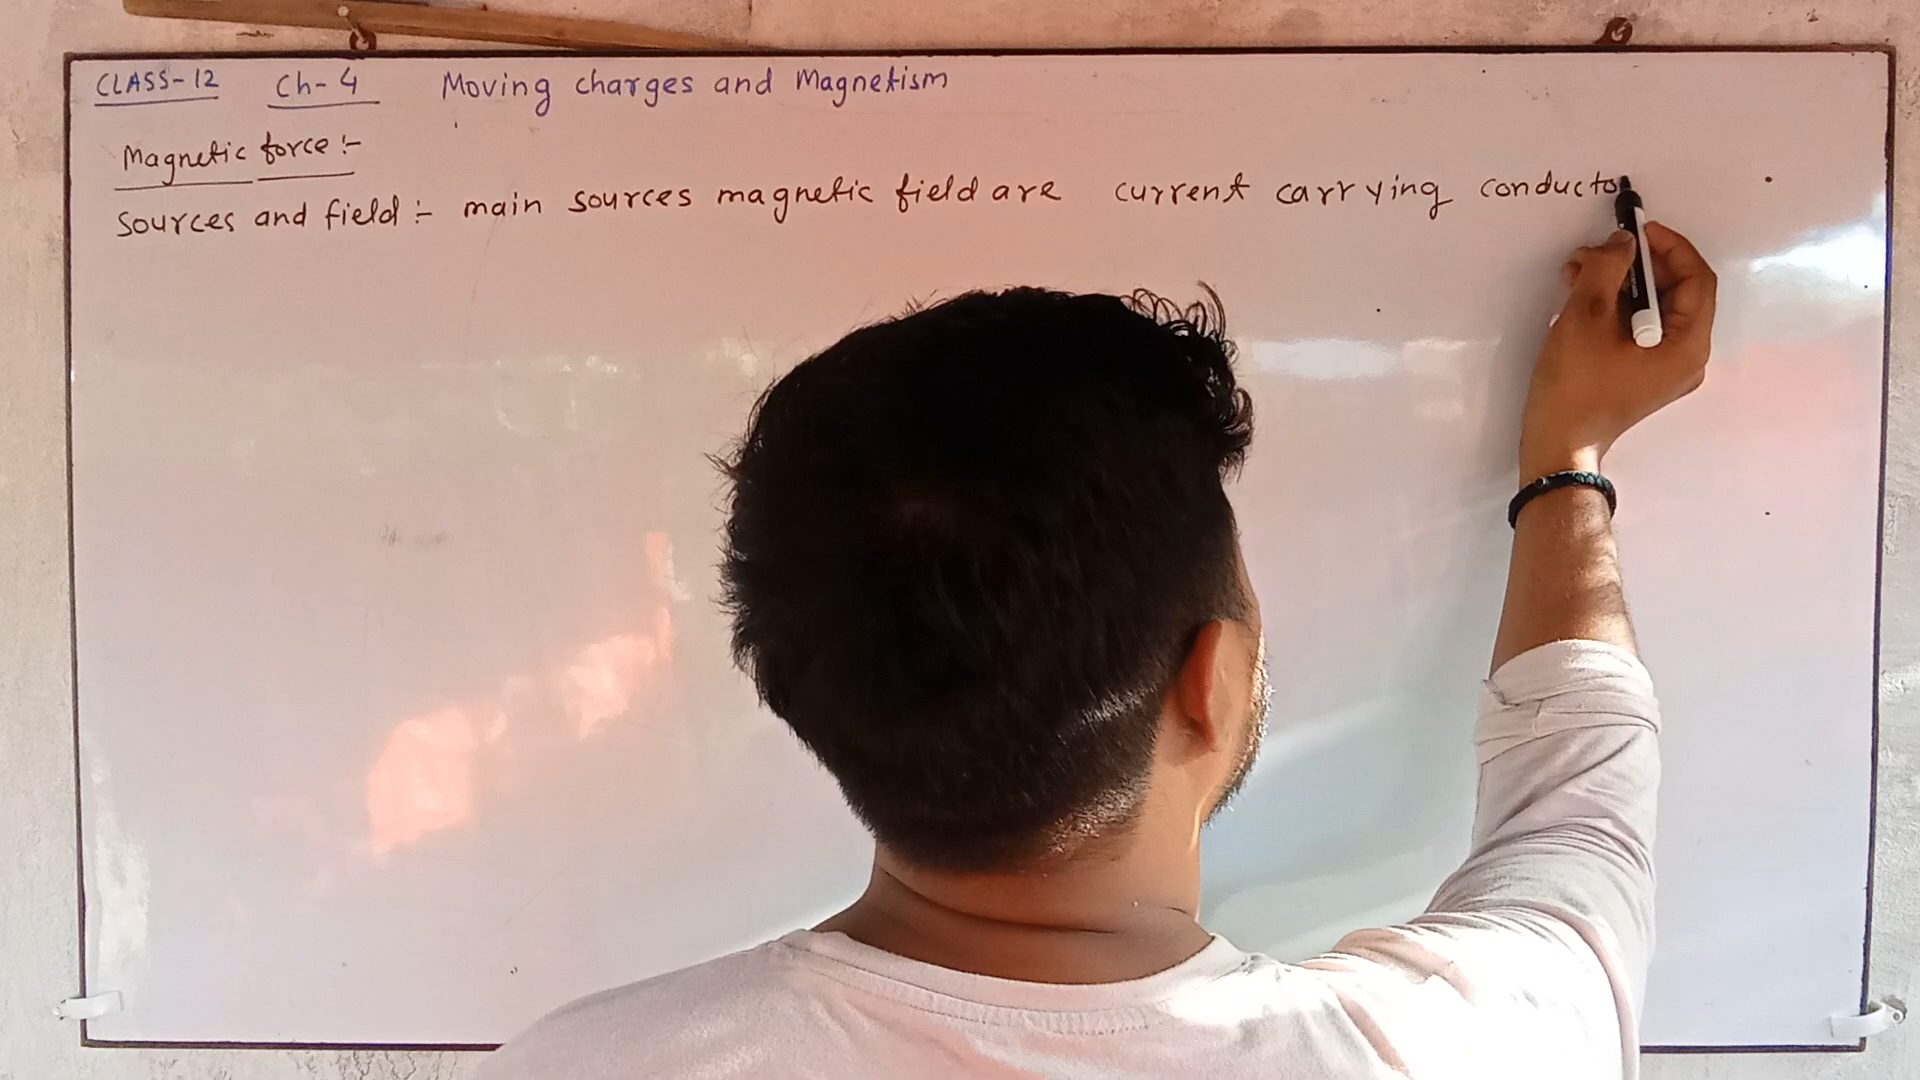 CLASS-12 Ch-4 Moving charges and Magnetism
Magnetic force :-
sources and field :- main sources magnetic field are current carrying conducto